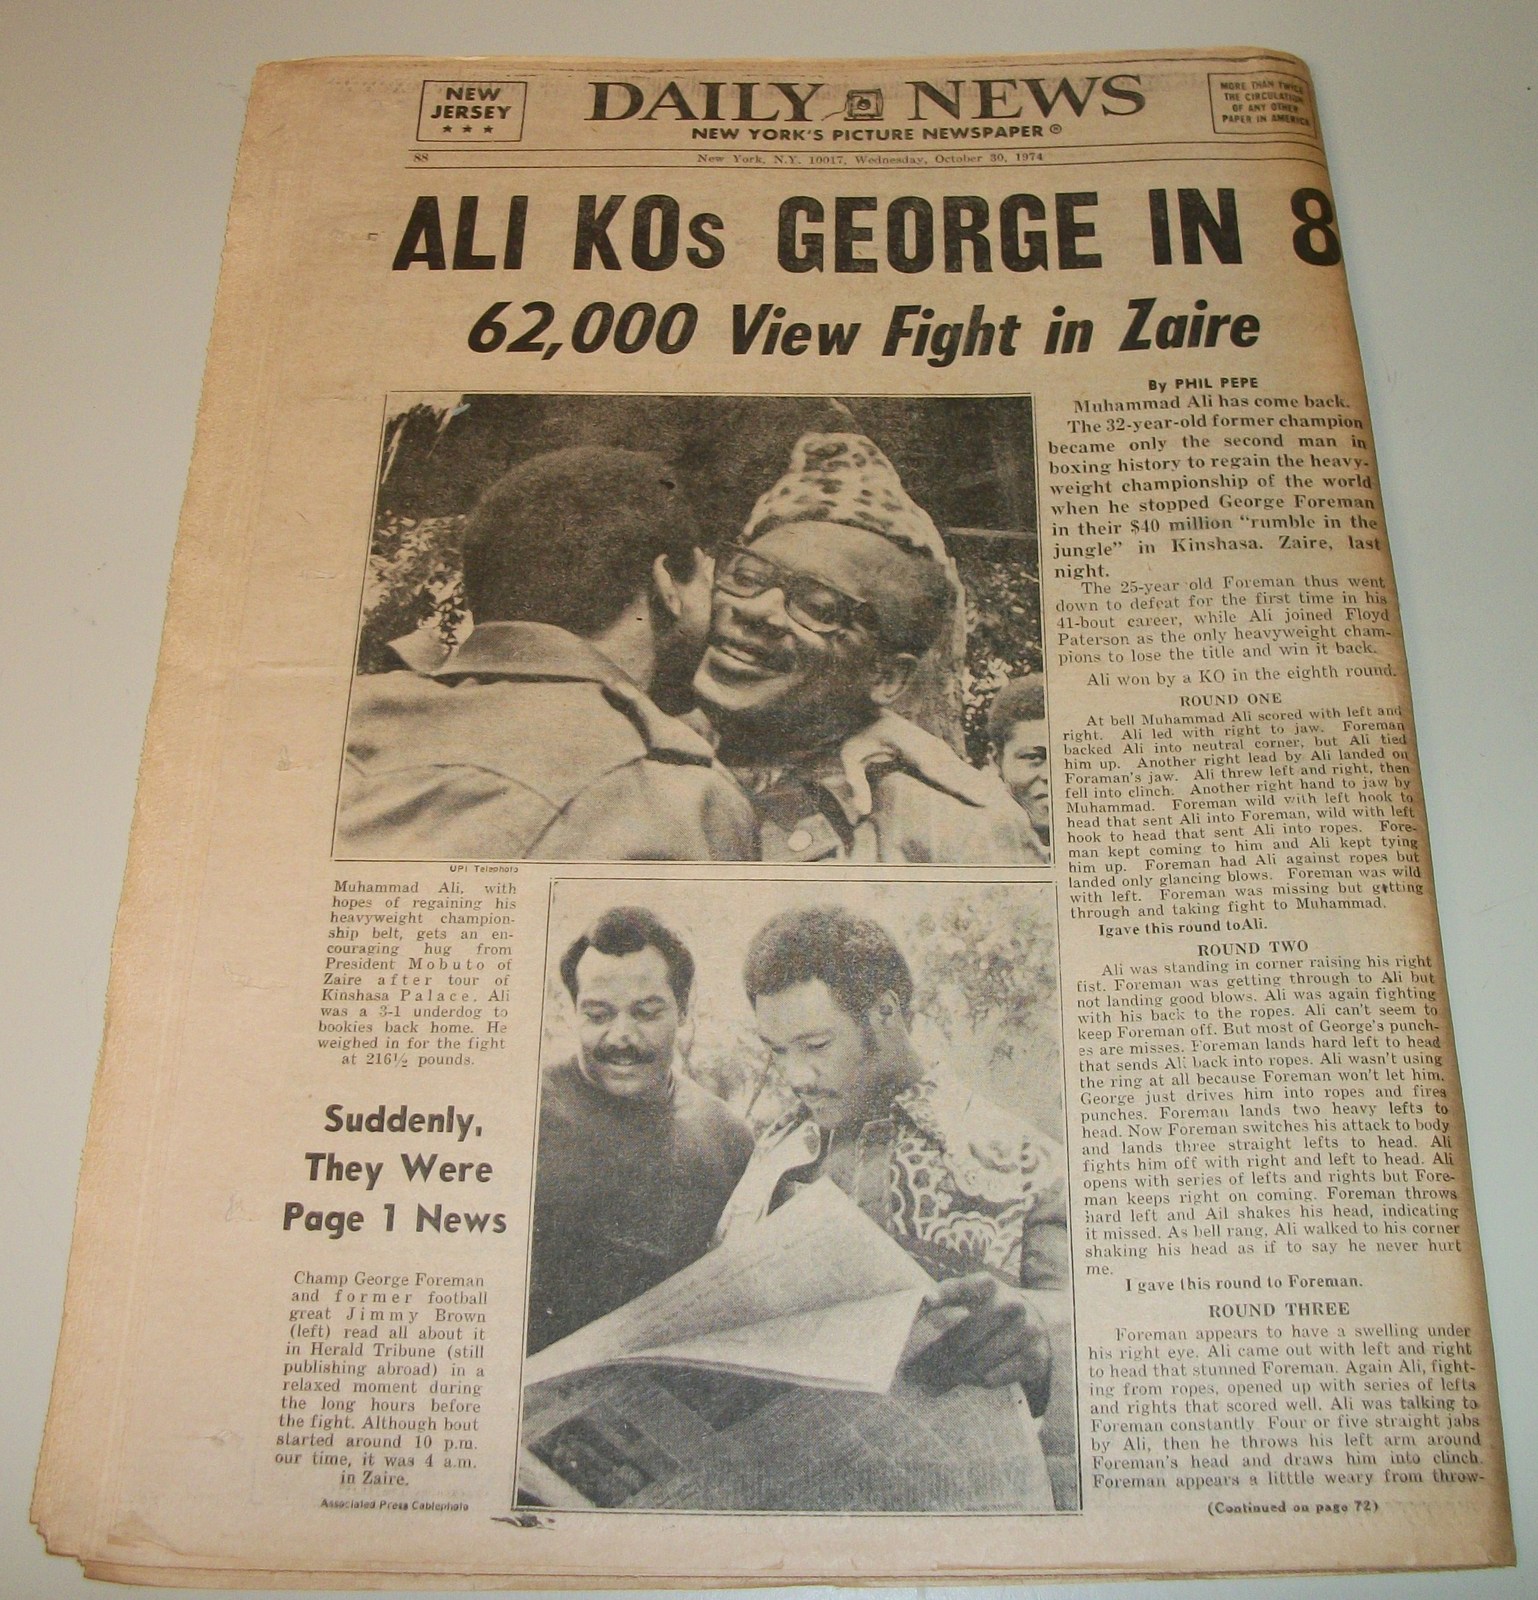 NEW
JERSEY
★ ★ ★
DAILY NEWS
NEW YORK'S PICTURE NEWSPAPER ®
MORE THAN TWICE
THE CIRCULATION
OF ANY OTHER
PAPER IN AMERICA
88
New York, N.Y. 10017, Wednesday, October 30, 1974
ALI KOs GEORGE IN 8
62,000 View Fight in Zaire
UPI Telephoto
Muhammad Ali, with
hopes of regaining his
heavyweight champion-
ship belt, gets an en-
couraging hug from
President Mobuto of
Zaire after tour of
Kinshasa Palace. Ali
was a 3-1 underdog to
bookies back home. He
weighed in for the fight
at 216½ pounds.
Suddenly,
They Were
Page 1 News
Champ George Foreman
and former football
great Jimmy Brown
(left) read all about it
in Herald Tribune (still
publishing abroad) in a
relaxed moment during
the long hours before
the fight. Although bout
started around 10 p.m.
our time, it was 4 a.m.
in Zaire.
Associated Press Cablephoto
By PHIL PEPE
Muhammad Ali has come back.
The 32-year-old former champion
became only the second man in
boxing history to regain the heavy-
weight championship of the world
when he stopped George Foreman
in their $40 million "rumble in the
jungle" in Kinshasa. Zaire, last
night.
The 25-year old Foreman thus went
down to defeat for the first time in his
41-bout career, while Ali joined Floyd
Paterson as the only heavyweight cham-
pions to lose the title and win it back.
Ali won by a KO in the eighth round.
ROUND ONE
At bell Muhammad Ali scored with left and
right. Ali led with right to jaw. Foreman
backed Ali into neutral corner, but Ali tied
him up. Another right lead by Ali landed on
Foraman's jaw. Ali threw left and right, then
fell into clinch. Another right hand to jaw by
Muhammad. Foreman wild with left hook to
head that sent Ali into Foreman, wild with left
hook to head that sent Ali into ropes. Fore-
man kept coming to him and Ali kept tying
him up. Foreman had Ali against ropes but
landed only glancing blows. Foreman was wild
with left. Foreman was missing but getting
through and taking fight to Muhammad.
Igave this round toAli.
ROUND TWO
Ali was standing in corner raising his right
fist. Foreman was getting through to Ali but
not landing good blows. Ali was again fighting
with his back to the ropes. Ali can't seem to
keep Foreman off. But most of George's punch-
es are misses. Foreman lands hard left to head
that sends Ali back into ropes. Ali wasn't using
the ring at all because Foreman won't let him.
George just drives him into ropes and fires
punches. Foreman lands two heavy lefts to
head. Now Foreman switches his attack to body
and lands three straight lefts to head. Ali
fights him off with right and left to head. Ali
opens with series of lefts and rights but Fore-
man keeps right on coming. Foreman throws
hard left and Ail shakes his head, indicating
it missed. As bell rang, Ali walked to his corner
shaking his head as if to say he never hurt
me.
I gave this round to Foreman.
ROUND THREE
Foreman appears to have a swelling under
his right eye. Ali came out with left and right
to head that stunned Foreman. Again Ali, fight-
ing from ropes, opened up with series of lefts
and rights that scored well. Ali was talking to
Foreman constantly Four or five straight jabs
by Ali, then he throws his left arm around
Foreman's head and draws him into clinch.
Foreman appears a litttle weary from throw-
(Continued on page 72)